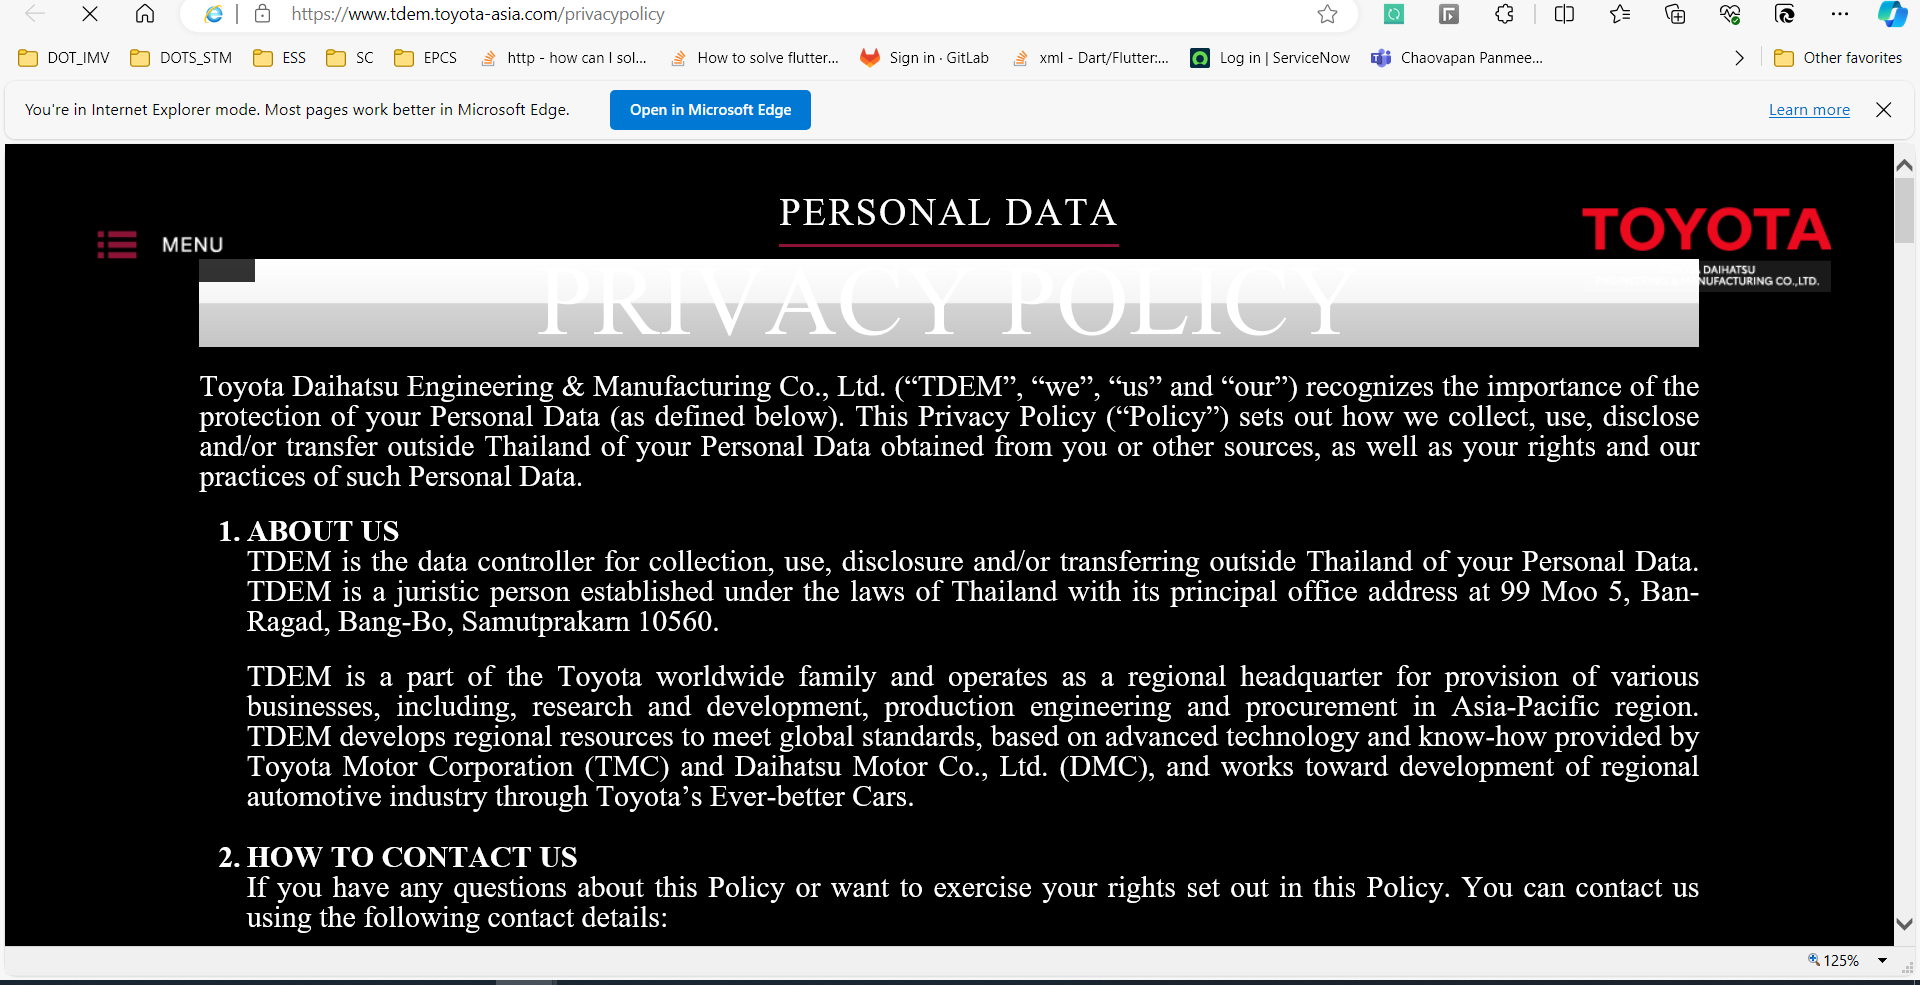 https://www.tdem.toyota-asia.com/privacypolicy
DOT_IMV DOTS_STM ESS SC EPCS http - how can I sol... How to solve flutter... Sign in · GitLab xml - Dart/Flutter:... Log in | ServiceNow Chaovapan Panmee... Other favorites
You're in Internet Explorer mode. Most pages work better in Microsoft Edge. Open in Microsoft Edge Learn more
PERSONAL DATA
MENU
TOYOTA
DAIHATSU
NUFACTURING CO.,LTD.
PRIVACY POLICY
Toyota Daihatsu Engineering & Manufacturing Co., Ltd. (“TDEM”, “we”, “us” and “our”) recognizes the importance of the
protection of your Personal Data (as defined below). This Privacy Policy (“Policy”) sets out how we collect, use, disclose
and/or transfer outside Thailand of your Personal Data obtained from you or other sources, as well as your rights and our
practices of such Personal Data.
1. ABOUT US
TDEM is the data controller for collection, use, disclosure and/or transferring outside Thailand of your Personal Data.
TDEM is a juristic person established under the laws of Thailand with its principal office address at 99 Moo 5, Ban-
Ragad, Bang-Bo, Samutprakarn 10560.
TDEM is a part of the Toyota worldwide family and operates as a regional headquarter for provision of various
businesses, including, research and development, production engineering and procurement in Asia-Pacific region.
TDEM develops regional resources to meet global standards, based on advanced technology and know-how provided by
Toyota Motor Corporation (TMC) and Daihatsu Motor Co., Ltd. (DMC), and works toward development of regional
automotive industry through Toyota’s Ever-better Cars.
2. HOW TO CONTACT US
If you have any questions about this Policy or want to exercise your rights set out in this Policy. You can contact us
using the following contact details:
125%